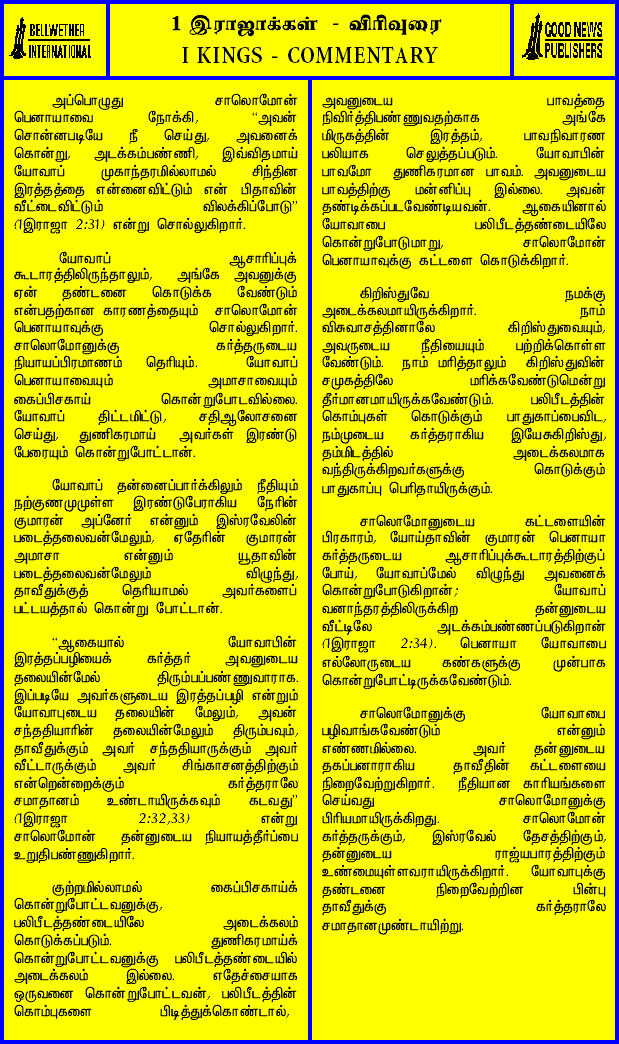 BELLWETHER
INTERNATIONAL
1 இராஜாக்கள் - விரிவுரை
I KINGS - COMMENTARY
GOOD NEWS
PUBLISHERS
அப்பொழுது சாலொமோன்
பெனாயாவை நோக்கி, “அவன்
சொன்னபடியே நீ செய்து, அவனைக்
கொன்று, அடக்கம்பண்ணி, இவ்விதமாய்
யோவாப் முகாந்தரமில்லாமல் சிந்தின
இரத்தத்தை என்னைவிட்டும் என் பிதாவின்
வீட்டைவிட்டும் விலக்கிப்போடு”
(1இராஜா 2:31) என்று சொல்லுகிறார்.
யோவாப் ஆசாரிப்புக்
கூடாரத்திலிருந்தாலும், அங்கே அவனுக்கு
ஏன் தண்டனை கொடுக்க வேண்டும்
என்பதற்கான காரணத்தையும் சாலொமோன்
பெனாயாவுக்கு சொல்லுகிறார்.
சாலொமோனுக்கு கர்த்தருடைய
நியாயப்பிரமாணம் தெரியும். யோவாப்
பெனாயாவையும் அமாசாவையும்
கைப்பிசகாய் கொன்றுபோடவில்லை.
யோவாப் திட்டமிட்டு, சதிஆலோசனை
செய்து, துணிகரமாய் அவர்கள் இரண்டு
பேரையும் கொன்றுபோட்டான்.
யோவாப் தன்னைப்பார்க்கிலும் நீதியும்
நற்குணமுமுள்ள இரண்டுபேராகிய நேரின்
குமாரன் அப்னேர் என்னும் இஸ்ரவேலின்
படைத்தலைவன்மேலும், ஏதேரின் குமாரன்
அமாசா என்னும் யூதாவின்
படைத்தலைவன்மேலும் விழுந்து,
தாவீதுக்குத் தெரியாமல் அவர்களைப்
பட்டயத்தால் கொன்று போட்டான்.
“ஆகையால் யோவாபின்
இரத்தப்பழியைக் கர்த்தர் அவனுடைய
தலையின்மேல் திரும்பப்பண்ணுவாராக.
இப்படியே அவர்களுடைய இரத்தப்பழி என்றும்
யோவாபுடைய தலையின் மேலும், அவன்
சந்ததியாரின் தலையின்மேலும் திரும்பவும்,
தாவீதுக்கும் அவர் சந்ததியாருக்கும் அவர்
வீட்டாருக்கும் அவர் சிங்காசனத்திற்கும்
என்றென்றைக்கும் கர்த்தராலே
சமாதானம் உண்டாயிருக்கவும் கடவது”
(1இராஜா 2:32,33) என்று
சாலொமோன் தன்னுடைய நியாயத்தீர்ப்பை
உறுதிபண்ணுகிறார்.
குற்றமில்லாமல் கைப்பிசகாய்க்
கொன்றுபோட்டவனுக்கு,
பலிபீடத்தண்டையிலே அடைக்கலம்
கொடுக்கப்படும். துணிகரமாய்க்
கொன்றுபோட்டவனுக்கு பலிபீடத்தண்டையில்
அடைக்கலம் இல்லை. எதேச்சையாக
ஒருவனை கொன்றுபோட்டவன், பலிபீடத்தின்
கொம்புகளை பிடித்துக்கொண்டால்,
அவனுடைய பாவத்தை
நிவிர்த்திபண்ணுவதற்காக அங்கே
மிருகத்தின் இரத்தம், பாவநிவாரண
பலியாக செலுத்தப்படும். யோவாபின்
பாவமோ துணிகரமான பாவம். அவனுடைய
பாவத்திற்கு மன்னிப்பு இல்லை. அவன்
தண்டிக்கப்படவேண்டியவன். ஆகையினால்
யோவாபை பலிபீடத்தண்டையிலே
கொன்றுபோடுமாறு, சாலொமோன்
பெனாயாவுக்கு கட்டளை கொடுக்கிறார்.
கிறிஸ்துவே நமக்கு
அடைக்கலமாயிருக்கிறார். நாம்
விசுவாசத்தினாலே கிறிஸ்துவையும்,
அவருடைய நீதியையும் பற்றிக்கொள்ள
வேண்டும். நாம் மரித்தாலும் கிறிஸ்துவின்
சமுகத்திலே மரிக்கவேண்டுமென்று
தீர்மானமாயிருக்கவேண்டும். பலிபீடத்தின்
கொம்புகள் கொடுக்கும் பாதுகாப்பைவிட,
நம்முடைய கர்த்தராகிய இயேசுகிறிஸ்து,
தம்மிடத்தில் அடைக்கலமாக
வந்திருக்கிறவர்களுக்கு கொடுக்கும்
பாதுகாப்பு பெரிதாயிருக்கும்.
சாலொமோனுடைய கட்டளையின்
பிரகாரம், யோய்தாவின் குமாரன் பெனாயா
கர்த்தருடைய ஆசாரிப்புக்கூடாரத்திற்குப்
போய், யோவாப்மேல் விழுந்து அவனைக்
கொன்றுபோடுகிறான்; யோவாப்
வனாந்தரத்திலிருக்கிற தன்னுடைய
வீட்டிலே அடக்கம்பண்ணப்படுகிறான்
(1இராஜா 2:34). பெனாயா யோவாபை
எல்லோருடைய கண்களுக்கு முன்பாக
கொன்றுபோட்டிருக்கவேண்டும்.
சாலொமோனுக்கு யோவாபை
பழிவாங்கவேண்டும் என்னும்
எண்ணமில்லை. அவர் தன்னுடைய
தகப்பனாராகிய தாவீதின் கட்டளையை
நிறைவேற்றுகிறார். நீதியான காரியங்களை
செய்வது சாலொமோனுக்கு
பிரியமாயிருக்கிறது. சாலொமோன்
கர்த்தருக்கும், இஸ்ரவேல் தேசத்திற்கும்,
தன்னுடைய ராஜ்யபாரத்திற்கும்
உண்மையுள்ளவராயிருக்கிறார். யோவாபுக்கு
தண்டனை நிறைவேற்றின பின்பு
தாவீதுக்கு கர்த்தராலே
சமாதானமுண்டாயிற்று.